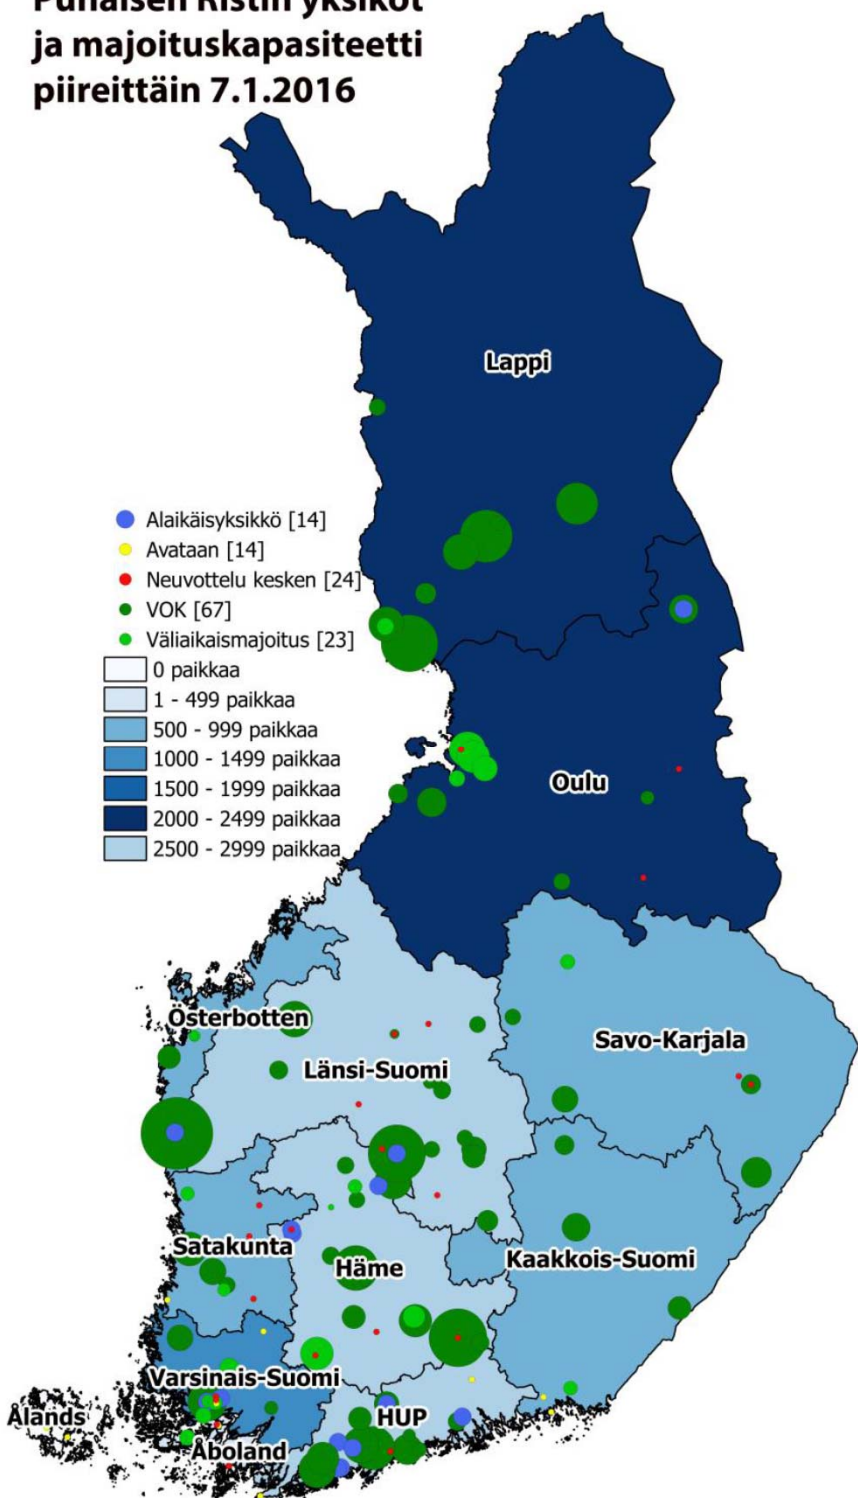 Punaisen Ristin yksiköt
ja majoituskapasiteetti
piireittäin 7.1.2016
Lappi
Alaikäisyksikkö [14]
Avataan [14]
Neuvottelu kesken [24]
VOK [67]
Väliaikaismajoitus [23]
0 paikkaa
1 - 499 paikkaa
500 - 999 paikkaa
1000 - 1499 paikkaa
1500 - 1999 paikkaa
2000 - 2499 paikkaa
2500 - 2999 paikkaa
Oulu
Österbotten
Savo-Karjala
Länsi-Suomi
Satakunta
Häme
Kaakkois-Suomi
Varsinais-Suomi
Ålands
HUP
Åboland